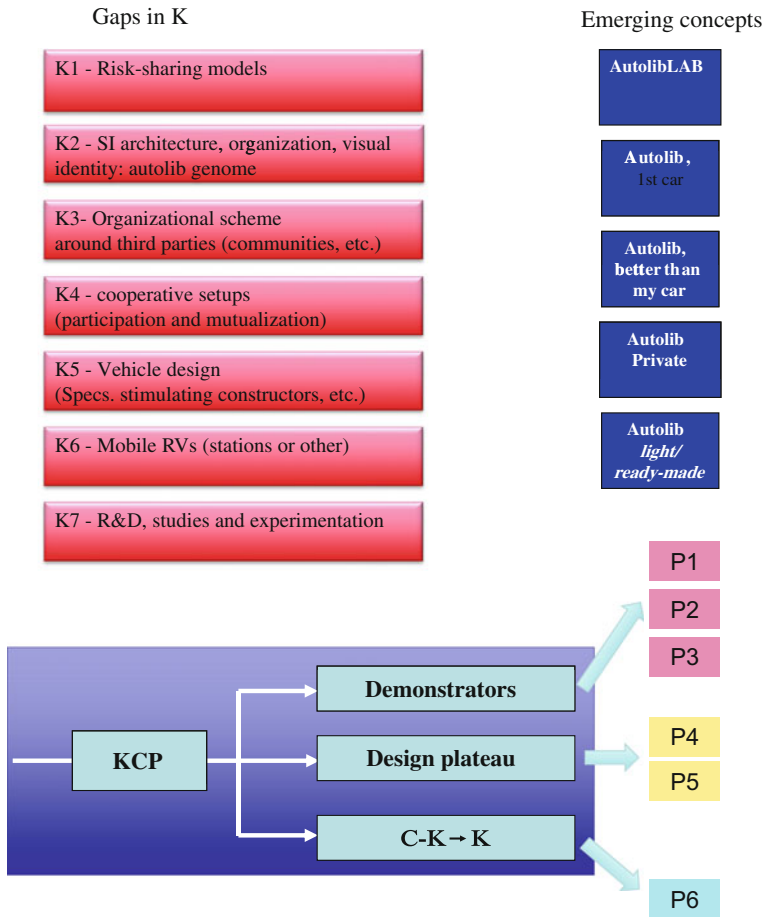 Gaps in K
Emerging concepts
K1 - Risk-sharing models
K2 - SI architecture, organization, visual
identity: autolib genome
K3- Organizational scheme
around third parties (communities, etc.)
K4 - cooperative setups
(participation and mutualization)
K5 - Vehicle design
(Specs. stimulating constructors, etc.)
K6 - Mobile RVs (stations or other)
K7 - R&D, studies and experimentation
AutolibLAB
Autolib,
1st car
Autolib,
better than
my car
Autolib
Private
Autolib
light/
ready-made
KCP
Demonstrators
Design plateau
C-K → K
P1
P2
P3
P4
P5
P6